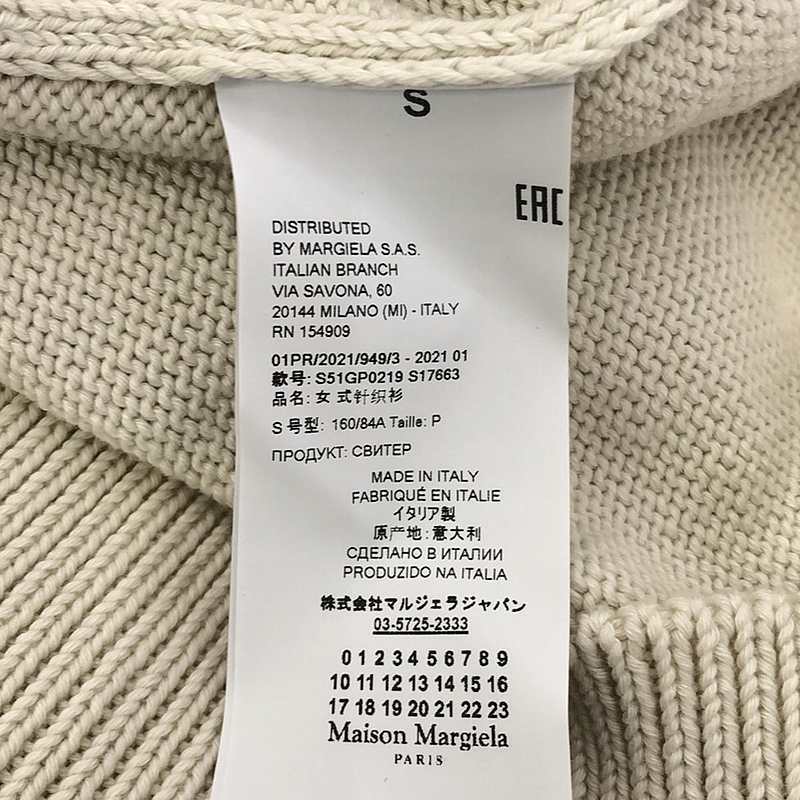 S
EAC
DISTRIBUTED
BY MARGIELA S.A.S.
ITALIAN BRANCH
VIA SAVONA, 60
20144 MILANO (MI) - ITALY
RN 154909
01PR/2021/949/3 - 2021 01
款号: S51GP0219 S17663
品名: 女 式针织衫
S 号型: 160/84A Taille: P
ПРОДУКТ: СВИТЕР
MADE IN ITALY
FABRIQUÉ EN ITALIE
イタリア製
原产地: 意大利
СДЕЛАНО В ИТАЛИИ
PRODUZIDO NA ITALIA
株式会社マルジェラジャパン
03-5725-2333
0 1 2 3 4 5 6 7 8 9
10 11 12 13 14 15 16
17 18 19 20 21 22 23
Maison Margiela
PARIS